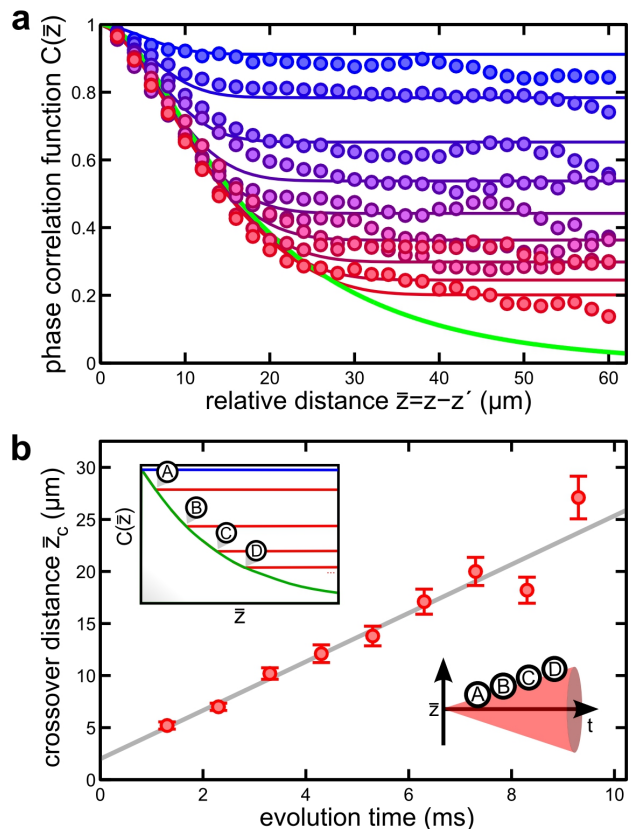 a
phase correlation function C(z̄)
1
0.8
0.6
0.4
0.2
0
0 10 20 30 40 50 60
relative distance z̄=z−z´ (μm)
b
crossover distance z̄c (μm)
30
25
20
15
10
5
0
C(z̄)
A
B
C
D
...
z̄
A
B
C
D
z̄
t
0 2 4 6 8 10
evolution time (ms)